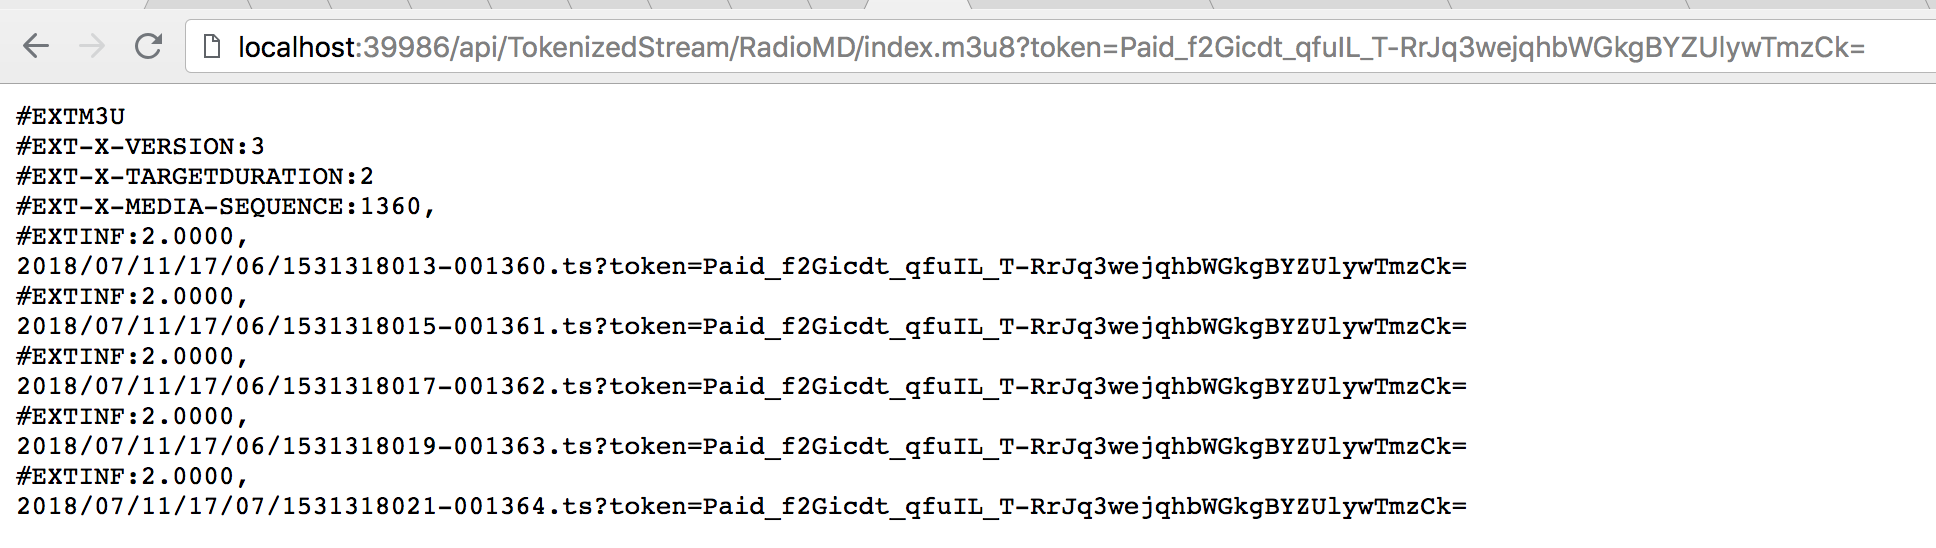 localhost:39986/api/TokenizedStream/RadioMD/index.m3u8?token=Paid_f2Gicdt_qfuIL_T-RrJq3wejqhbWGkgBYZUlywTmzCk=
#EXTM3U
#EXT-X-VERSION:3
#EXT-X-TARGETDURATION:2
#EXT-X-MEDIA-SEQUENCE:1360,
#EXTINF:2.0000,
2018/07/11/17/06/1531318013-001360.ts?token=Paid_f2Gicdt_qfuIL_T-RrJq3wejqhbWGkgBYZUlywTmzCk=
#EXTINF:2.0000,
2018/07/11/17/06/1531318015-001361.ts?token=Paid_f2Gicdt_qfuIL_T-RrJq3wejqhbWGkgBYZUlywTmzCk=
#EXTINF:2.0000,
2018/07/11/17/06/1531318017-001362.ts?token=Paid_f2Gicdt_qfuIL_T-RrJq3wejqhbWGkgBYZUlywTmzCk=
#EXTINF:2.0000,
2018/07/11/17/06/1531318019-001363.ts?token=Paid_f2Gicdt_qfuIL_T-RrJq3wejqhbWGkgBYZUlywTmzCk=
#EXTINF:2.0000,
2018/07/11/17/07/1531318021-001364.ts?token=Paid_f2Gicdt_qfuIL_T-RrJq3wejqhbWGkgBYZUlywTmzCk=